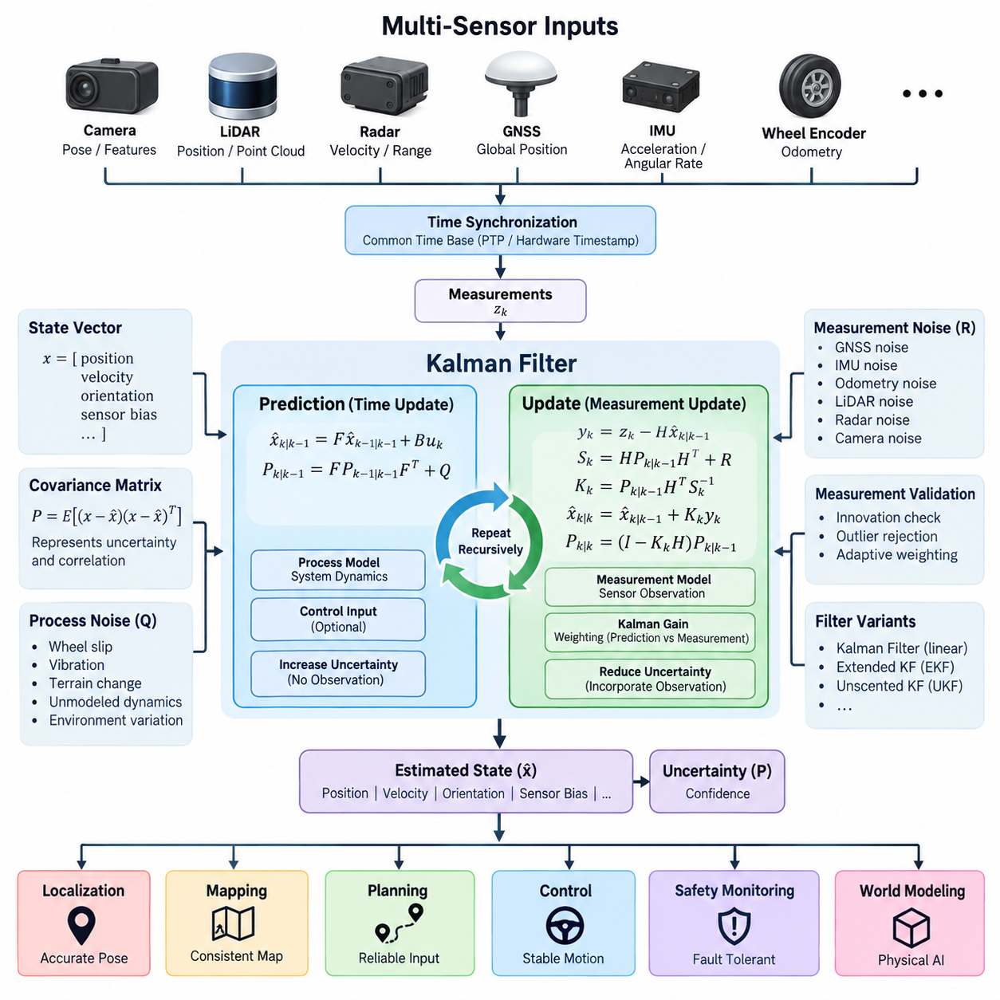 Multi-Sensor Inputs
Camera
Pose / Features
LiDAR
Position / Point Cloud
Radar
Velocity / Range
GNSS
Global Position
IMU
Acceleration /
Angular Rate
Wheel Encoder
Odometry
...
Time Synchronization
Common Time Base (PTP / Hardware Timestamp)
Measurements
z_k
State Vector
x = [ position
velocity
orientation
sensor bias
... ]
Covariance Matrix
P = E[(x − x̂)(x − x̂)^T]
Represents uncertainty
and correlation
Process Noise (Q)
• Wheel slip
• Vibration
• Terrain change
• Unmodeled dynamics
• Environment variation
Kalman Filter
Prediction (Time Update)
x̂_{k|k−1} = Fx̂_{k−1|k−1} + Bu_k
P_{k|k−1} = FP_{k−1|k−1}F^T + Q
Process Model
System Dynamics
Control Input
(Optional)
Increase Uncertainty
(No Observation)
Repeat
Recursively
Update (Measurement Update)
y_k = z_k − Hx̂_{k|k−1}
S_k = HP_{k|k−1}H^T + R
K_k = P_{k|k−1}H^T S_k^{−1}
x̂_{k|k} = x̂_{k|k−1} + K_k y_k
P_{k|k} = (I − K_k H)P_{k|k−1}
Measurement Model
Sensor Observation
Kalman Gain
Weighting (Prediction vs Measurement)
Reduce Uncertainty
(Incorporate Observation)
Measurement Noise (R)
• GNSS noise
• IMU noise
• Odometry noise
• LiDAR noise
• Radar noise
• Camera noise
Measurement Validation
• Innovation check
• Outlier rejection
• Adaptive weighting
Filter Variants
• Kalman Filter (linear)
• Extended KF (EKF)
• Unscented KF (UKF)
• ...
Estimated State (x̂)
Position | Velocity | Orientation | Sensor Bias | ...
Uncertainty (P)
Confidence
Localization
Accurate Pose
Mapping
Consistent Map
Planning
Reliable Input
Control
Stable Motion
Safety Monitoring
Fault Tolerant
World Modeling
Physical AI